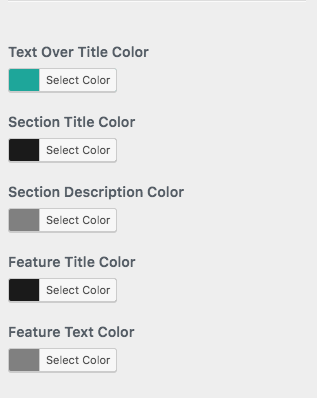 Text Over Title Color
Select Color
Section Title Color
Select Color
Section Description Color
Select Color
Feature Title Color
Select Color
Feature Text Color
Select Color